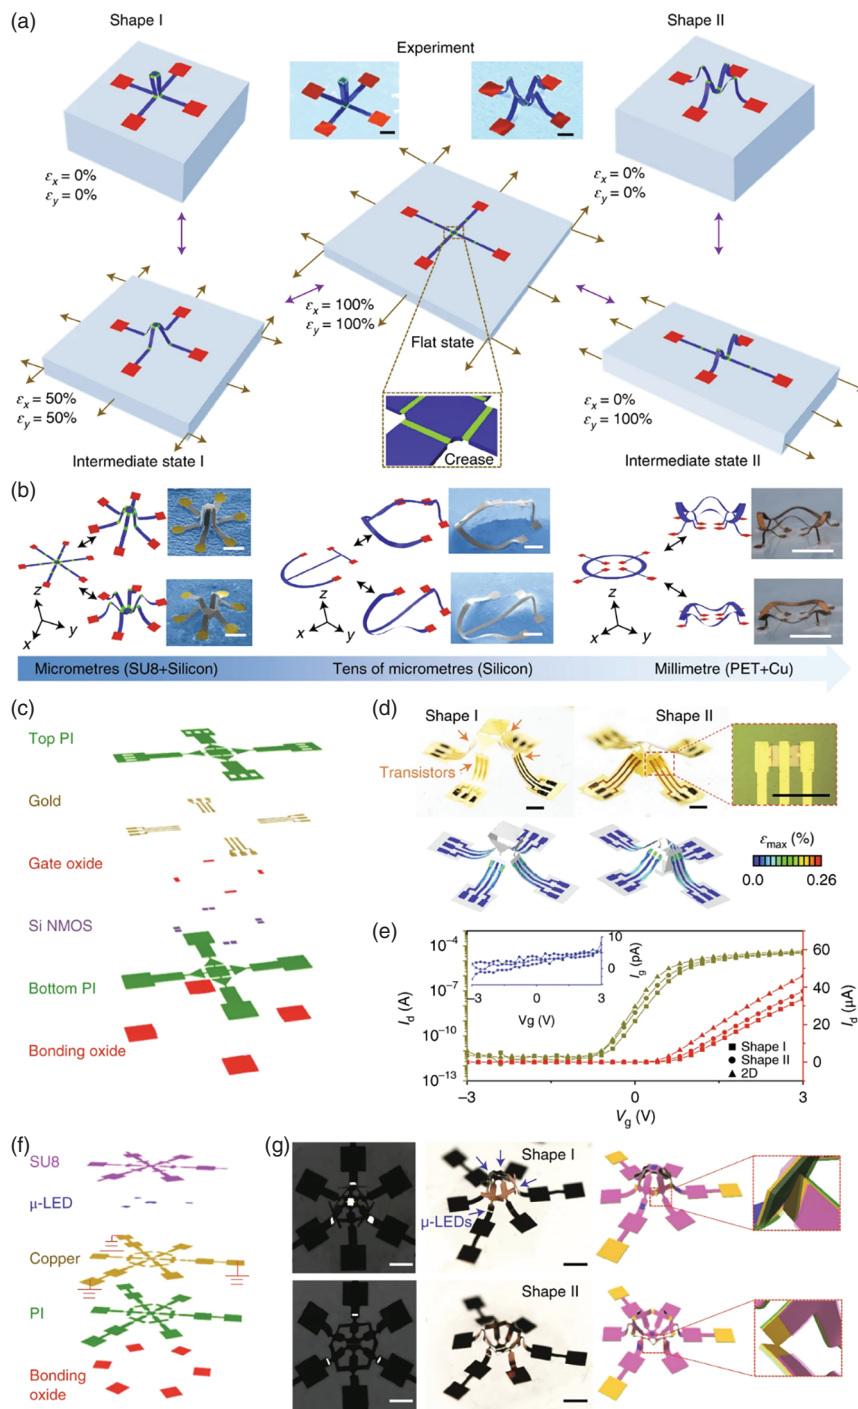 (a)
Shape I
Experiment
Shape II
εx = 0%
εy = 0%
εx = 0%
εy = 0%
εx = 100%
εy = 100%
Flat state
εx = 50%
εy = 50%
εx = 0%
εy = 100%
Crease
Intermediate state I
Intermediate state II
(b)
z
x
y
z
x
y
z
x
y
Micrometres (SU8+Silicon)
Tens of micrometres (Silicon)
Millimetre (PET+Cu)
(c)
Top PI
Gold
Gate oxide
Si NMOS
Bottom PI
Bonding oxide
(d)
Shape I
Shape II
Transistors
εmax (%)
0.0
0.26
(e)
10−4
10−7
10−10
10−13
Id (A)
10
0
Ig (pA)
−3
0
3
Vg (V)
60
40
20
0
Id (μA)
Shape I
Shape II
2D
−3
0
3
Vg (V)
(f)
SU8
μ-LED
Copper
PI
Bonding
oxide
(g)
Shape I
μ-LEDs
Shape II